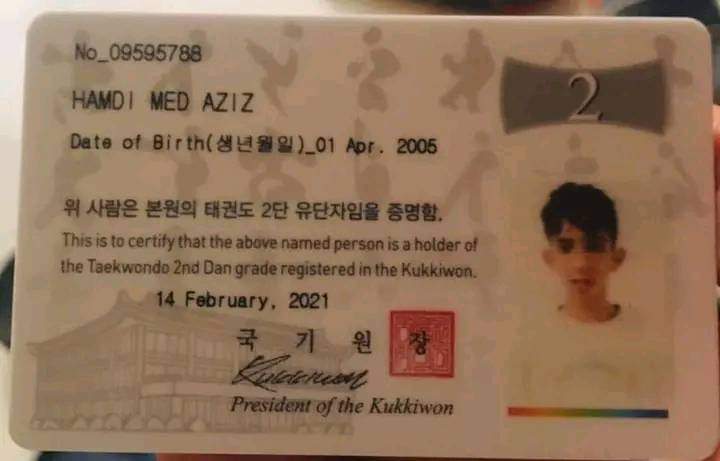 No_09595788
2
HAMDI MED AZIZ
Date of Birth(생년월일)_01 Apr. 2005
위 사람은 본원의 태권도 2단 유단자임을 증명함.
This is to certify that the above named person is a holder of
the Taekwondo 2nd Dan grade registered in the Kukkiwon.
14 February, 2021
국 기 원 장
Kukkiwon
President of the Kukkiwon